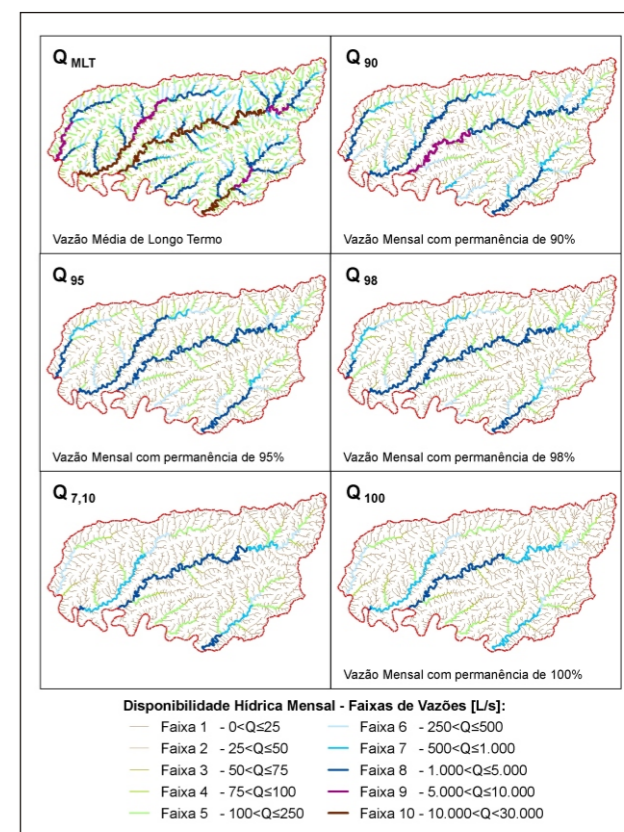 Q MLT
Vazão Média de Longo Termo
Q 90
Vazão Mensal com permanência de 90%
Q 95
Vazão Mensal com permanência de 95%
Q 98
Vazão Mensal com permanência de 98%
Q 7,10
Q 100
Vazão Mensal com permanência de 100%
Disponibilidade Hídrica Mensal - Faixas de Vazões [L/s]:
Faixa 1 - 0<Q≤25
Faixa 2 - 25<Q≤50
Faixa 3 - 50<Q≤75
Faixa 4 - 75<Q≤100
Faixa 5 - 100<Q≤250
Faixa 6 - 250<Q≤500
Faixa 7 - 500<Q≤1.000
Faixa 8 - 1.000<Q≤5.000
Faixa 9 - 5.000<Q≤10.000
Faixa 10 - 10.000<Q<30.000